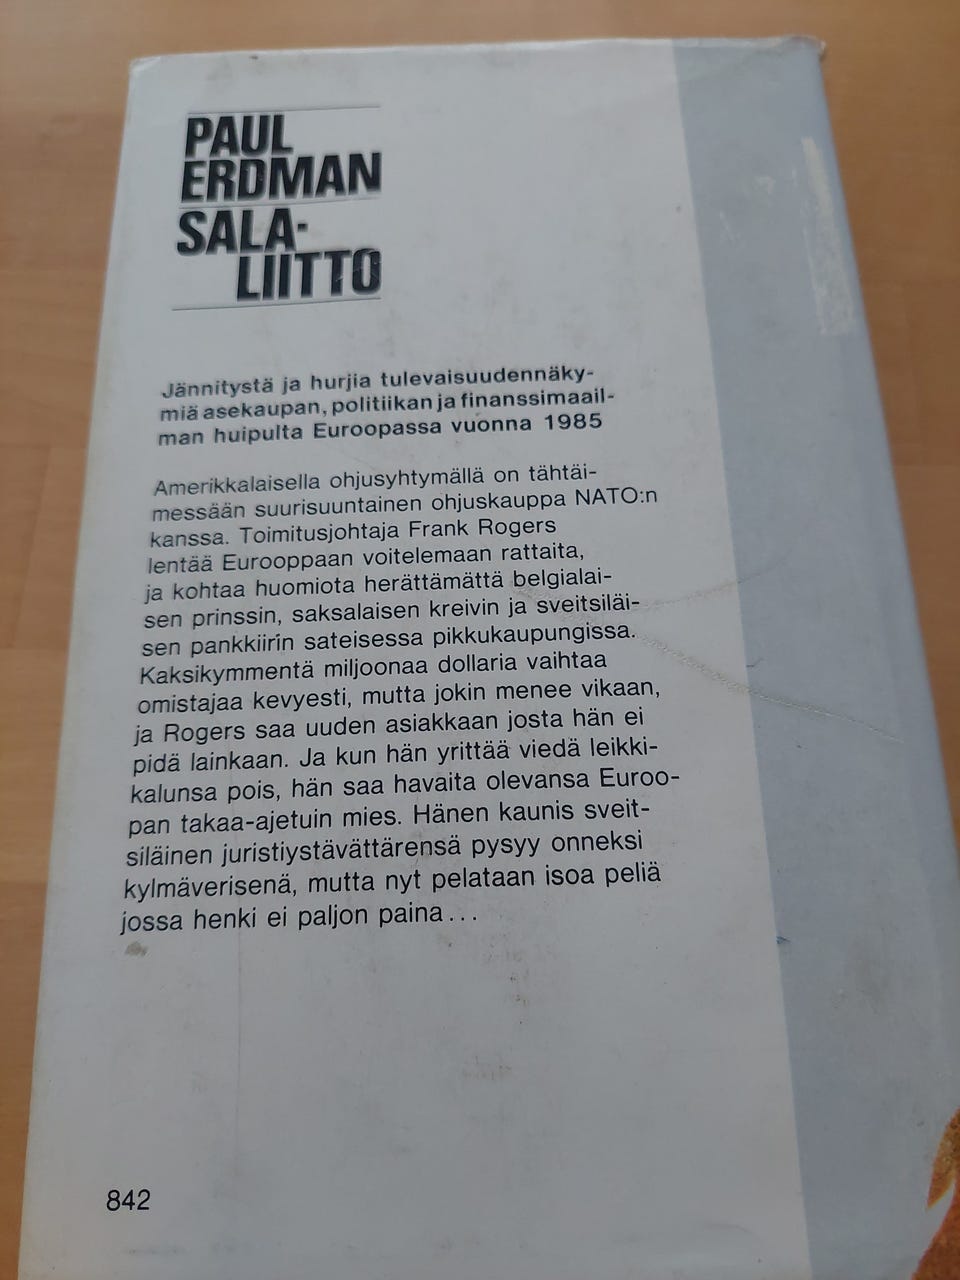 PAUL
ERDMAN
SALA-
LIITTO
Jännitystä ja hurjia tulevaisuudennäky-
miä asekaupan, politiikan ja finanssimaail-
man huipulta Euroopassa vuonna 1985
Amerikkalaisella ohjusyhtymällä on tähtäi-
messään suurisuuntainen ohjuskauppa NATO:n
kanssa. Toimitusjohtaja Frank Rogers
lentää Eurooppaan voitelemaan rattaita,
ja kohtaa huomiota herättämättä belgialai-
sen prinssin, saksalaisen kreivin ja sveitsiläi-
sen pankkiirin sateisessa pikkukaupungissa.
Kaksikymmentä miljoonaa dollaria vaihtaa
omistajaa kevyesti, mutta jokin menee vikaan,
ja Rogers saa uuden asiakkaan josta hän ei
pidä lainkaan. Ja kun hän yrittää viedä leikki-
kalunsa pois, hän saa havaita olevansa Euroo-
pan takaa-ajetuin mies. Hänen kaunis sveit-
siläinen juristiystävättärensä pysyy onneksi
kylmäverisenä, mutta nyt pelataan isoa peliä
jossa henki ei paljon paina...
842